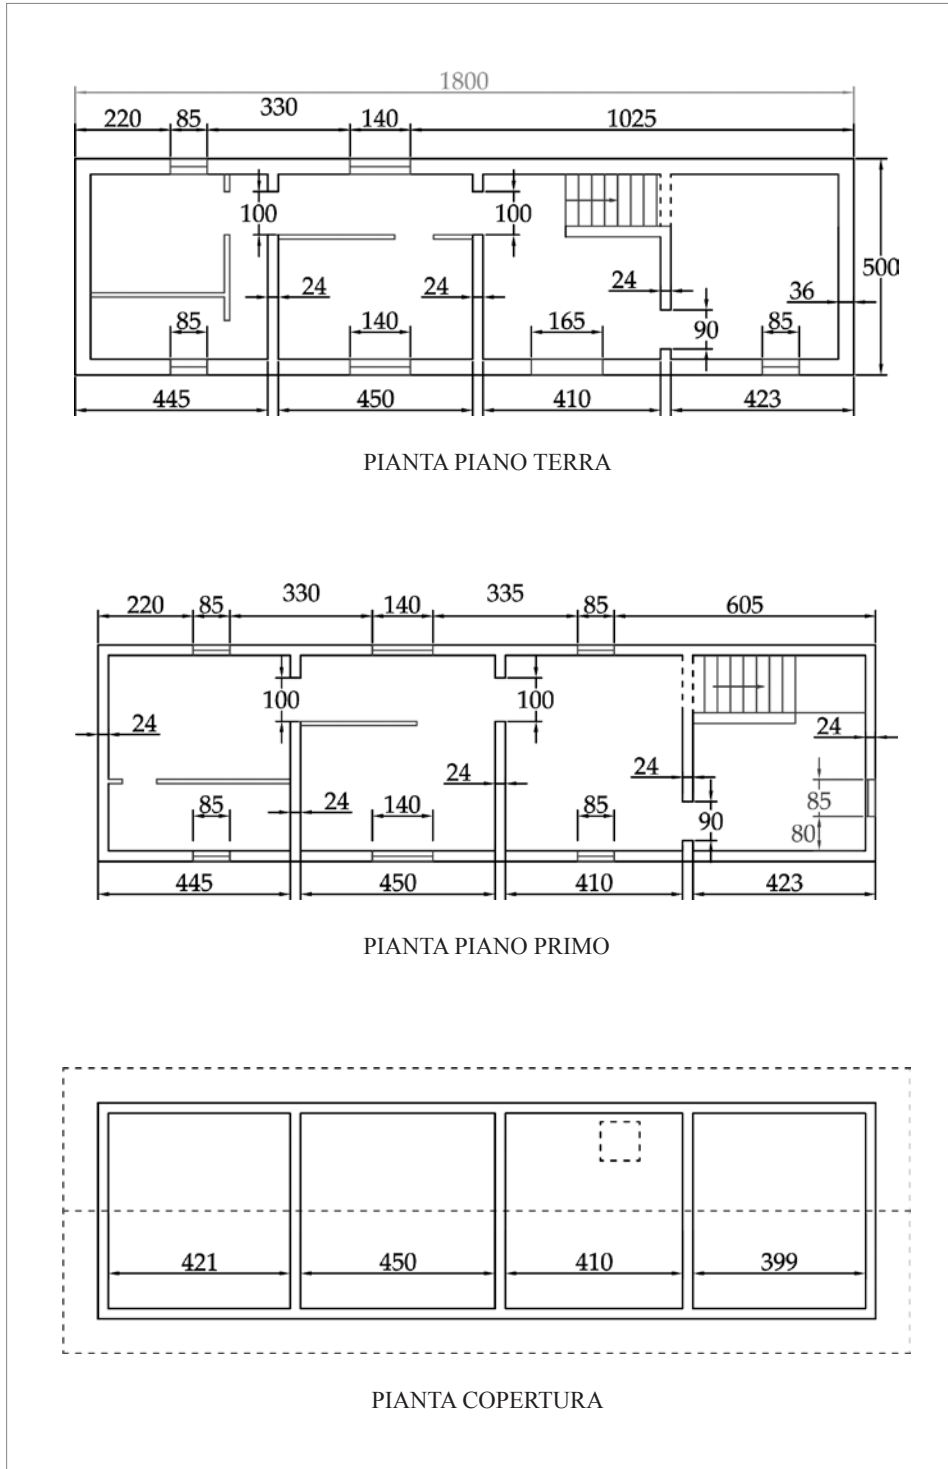 1800
220 85 330 140 1025
100 100
500
24 24 24 36
85 140 165 90 85
445 450 410 423
PIANTA PIANO TERRA
220 85 330 140 335 85 605
100 100
24 24
24 24 24
85 140 85 90 85
80
445 450 410 423
PIANTA PIANO PRIMO
421 450 410 399
PIANTA COPERTURA